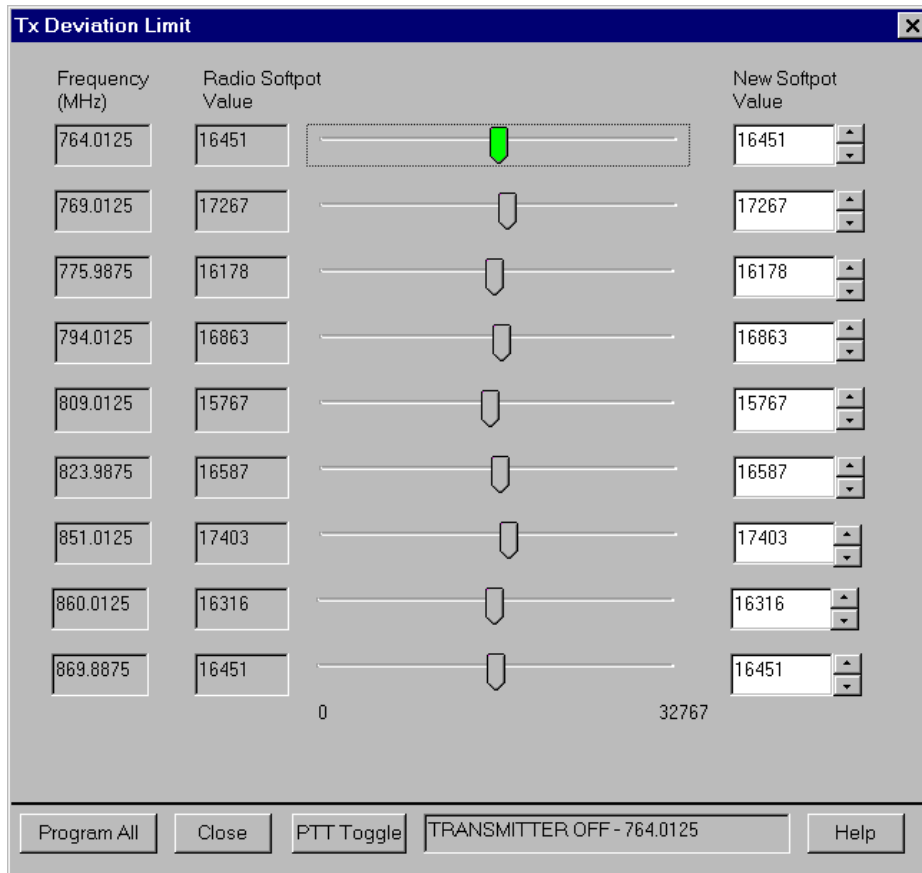 Tx Deviation Limit
Frequency (MHz)
Radio Softpot Value
New Softpot Value
764.0125 16451 16451
769.0125 17267 17267
775.9875 16178 16178
794.0125 16863 16863
809.0125 15767 15767
823.9875 16587 16587
851.0125 17403 17403
860.0125 16316 16316
869.8875 16451 16451
0 32767
Program All Close PTT Toggle TRANSMITTER OFF - 764.0125 Help